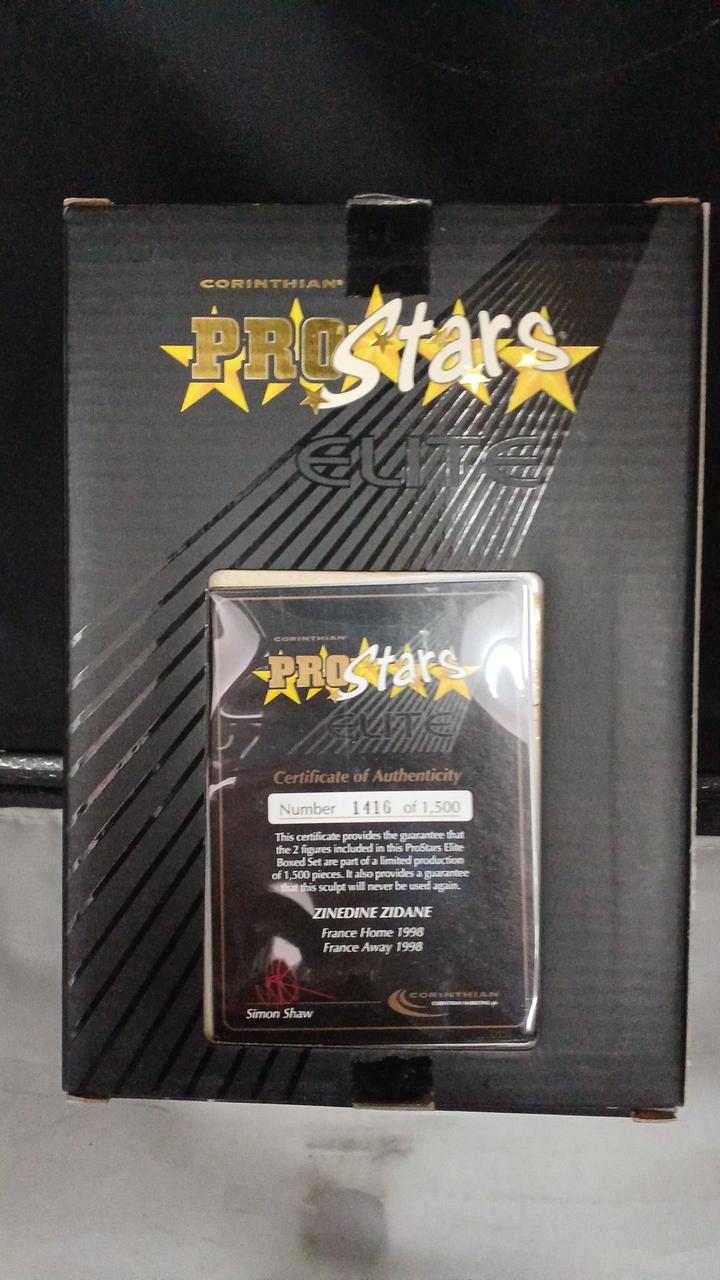 CORINTHIAN®
PROStars
ELITE
CORINTHIAN
PROStars
ELITE
Certificate of Authenticity
Number 1416 of 1,500
This certificate provides the guarantee that
the 2 figures included in this ProStars Elite
Boxed Set are part of a limited production
of 1,500 pieces. It also provides a guarantee
that this sculpt will never be used again.
ZINEDINE ZIDANE
France Home 1998
France Away 1998
CORINTHIAN
CORINTHIAN MARKETING plc
Simon Shaw